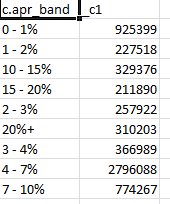 c.apr_band _c1
0 - 1% 925399
1 - 2% 227518
10 - 15% 329376
15 - 20% 211890
2 - 3% 257922
20%+ 310203
3 - 4% 366989
4 - 7% 2796088
7 - 10% 774267